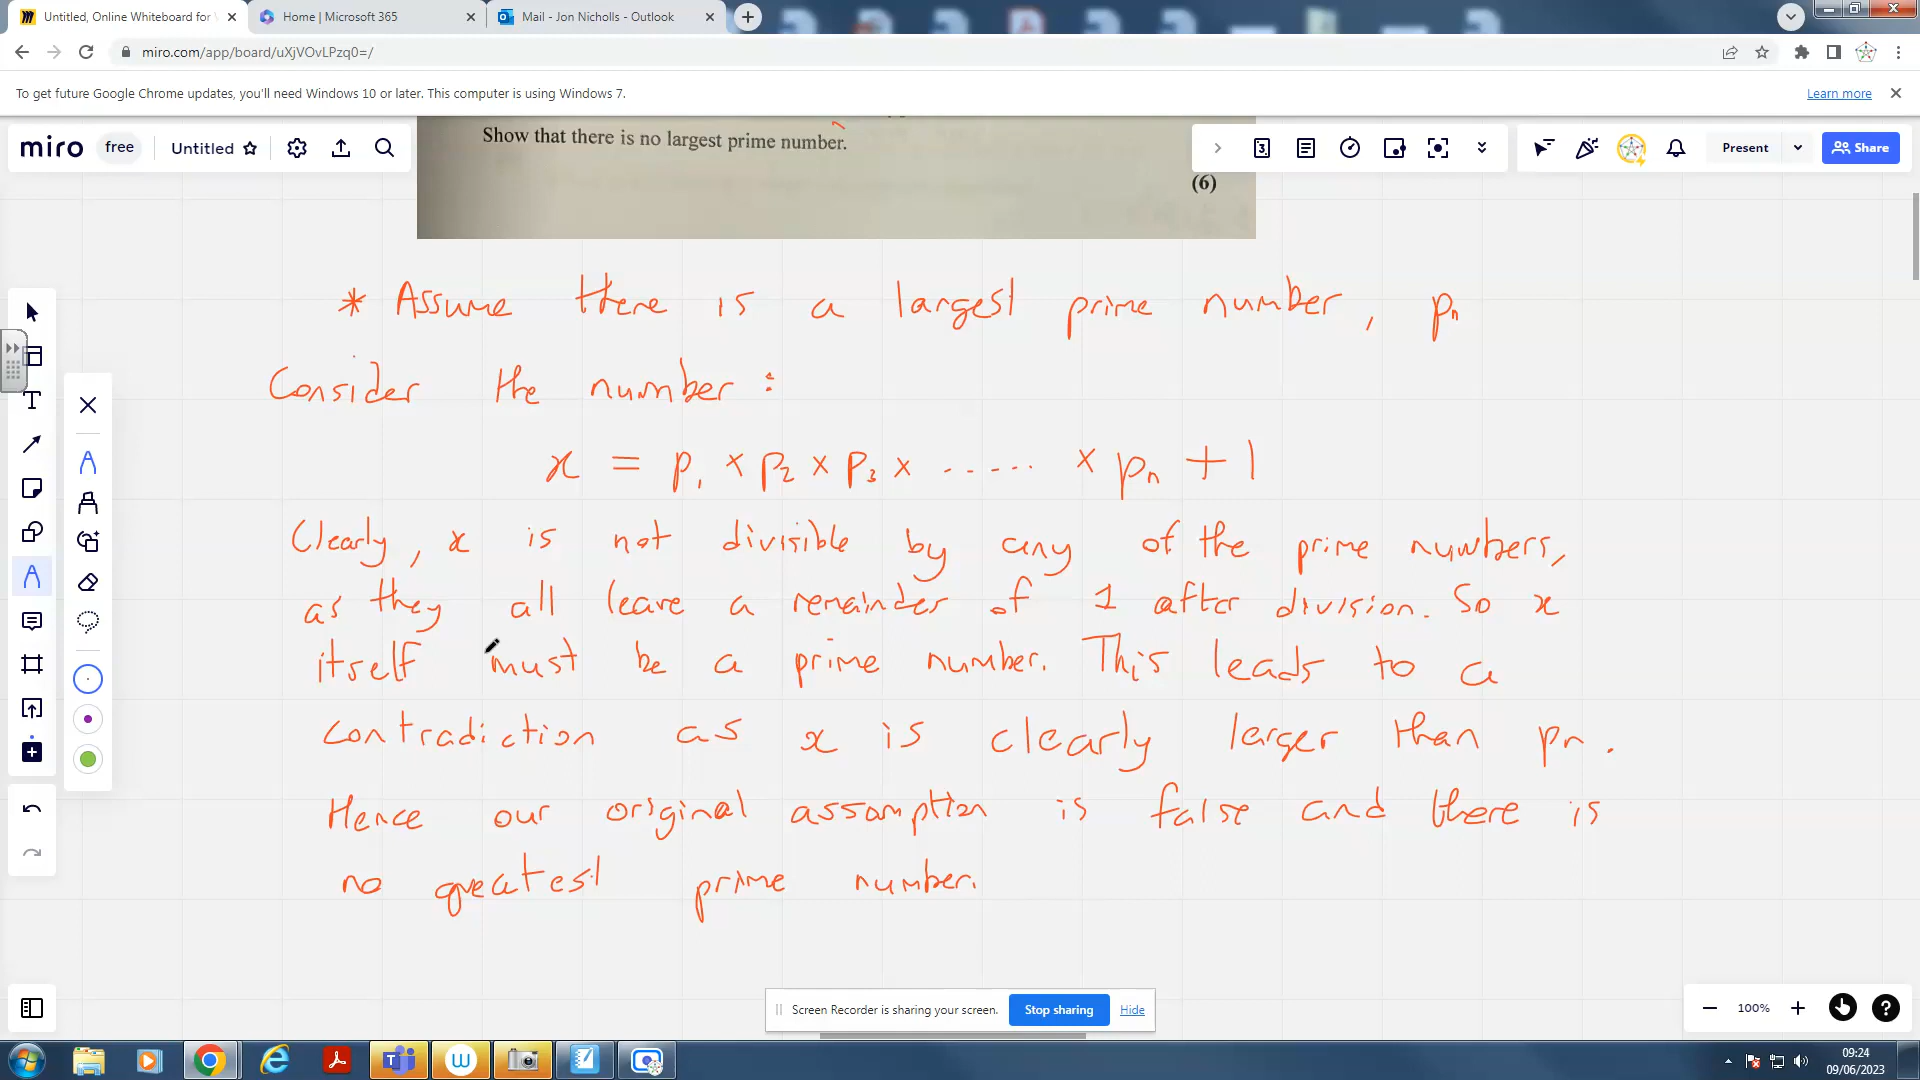 Untitled, Online Whiteboard for
Home | Microsoft 365
Mail - Jon Nicholls - Outlook
miro.com/app/board/uXjVOvLPzq0=/
To get future Google Chrome updates, you'll need Windows 10 or later. This computer is using Windows 7.
Learn more
miro
free
Untitled
Present
Share
Show that there is no largest prime number.
(6)
* Assume there is a largest prime number, pn
Consider the number :
x = p1 × p2 × p3 × ...... × pn + 1
Clearly, x is not divisible by any of the prime numbers,
as they all leave a remainder of 1 after division. So x
itself must be a prime number. This leads to a
contradiction as x is clearly larger than pn.
Hence our original assumption is false and there is
no greatest prime number.
Screen Recorder is sharing your screen.
Stop sharing
Hide
100%
09:24
09/06/2023